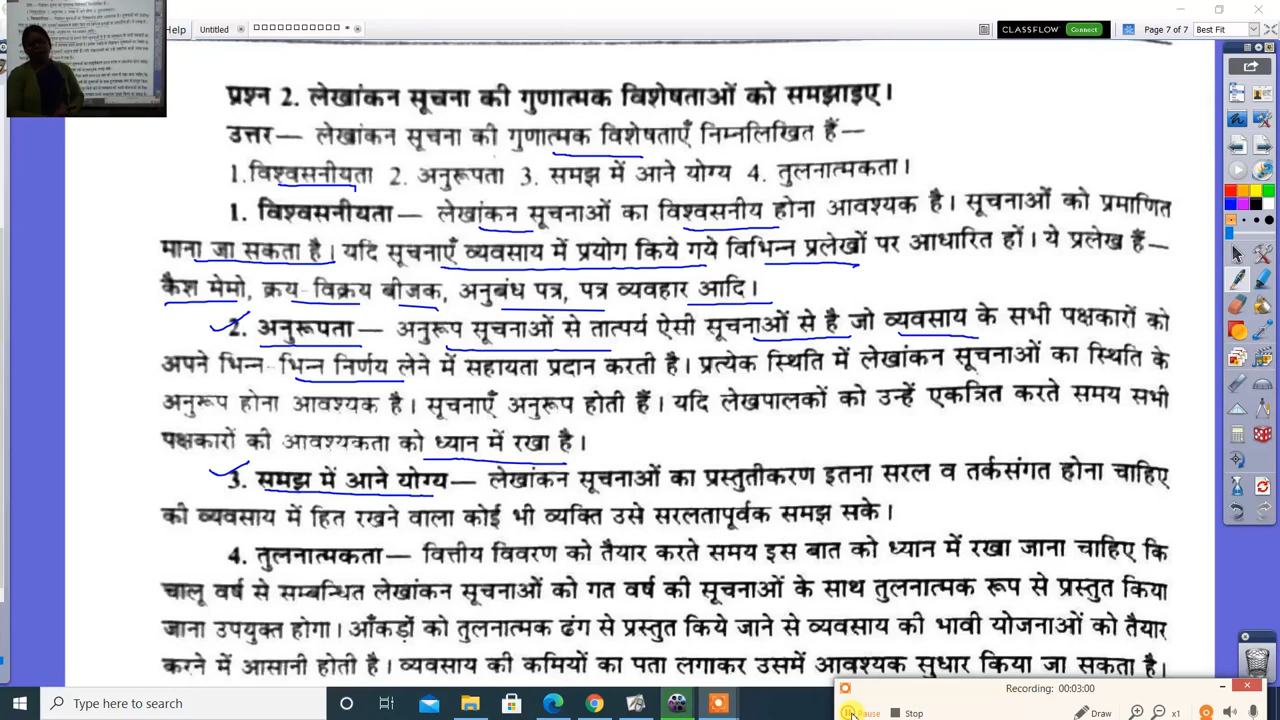 Help
Untitled
CLASSFLOW Connect
Page 7 of 7 Best Fit
प्रश्न 2. लेखांकन सूचना की गुणात्मक विशेषताओं को समझाइए।
उत्तर— लेखांकन सूचना की गुणात्मक विशेषताएँ निम्नलिखित हैं—
1.विश्वसनीयता 2. अनुरूपता 3. समझ में आने योग्य 4. तुलनात्मकता।
1. विश्वसनीयता— लेखांकन सूचनाओं का विश्वसनीय होना आवश्यक है। सूचनाओं को प्रमाणित
माना जा सकता है। यदि सूचनाएँ व्यवसाय में प्रयोग किये गये विभिन्न प्रलेखों पर आधारित हों। ये प्रलेख हैं—
कैश मेमो, क्रय- विक्रय बीजक, अनुबंध पत्र, पत्र व्यवहार आदि।
2. अनुरूपता— अनुरूप सूचनाओं से तात्पर्य ऐसी सूचनाओं से है जो व्यवसाय के सभी पक्षकारों को
अपने भिन्न- भिन्न निर्णय लेने में सहायता प्रदान करती है। प्रत्येक स्थिति में लेखांकन सूचनाओं का स्थिति के
अनुरूप होना आवश्यक है। सूचनाएँ अनुरूप होती हैं। यदि लेखपालकों को उन्हें एकत्रित करते समय सभी
पक्षकारों की आवश्यकता को ध्यान में रखा है।
3. समझ में आने योग्य— लेखांकन सूचनाओं का प्रस्तुतीकरण इतना सरल व तर्कसंगत होना चाहिए
की व्यवसाय में हित रखने वाला कोई भी व्यक्ति उसे सरलतापूर्वक समझ सके।
4. तुलनात्मकता— वित्तीय विवरण को तैयार करते समय इस बात को ध्यान में रखा जाना चाहिए कि
चालू वर्ष से सम्बन्धित लेखांकन सूचनाओं को गत वर्ष की सूचनाओं के साथ तुलनात्मक रूप से प्रस्तुत किया
जाना उपयुक्त होगा। आँकड़ों को तुलनात्मक ढंग से प्रस्तुत किये जाने से व्यवसाय की भावी योजनाओं को तैयार
करने में आसानी होती है। व्यवसाय की कमियों का पता लगाकर उसमें आवश्यक सुधार किया जा सकता है।
Recording: 00:03:00
Pause Stop Draw x1
Type here to search